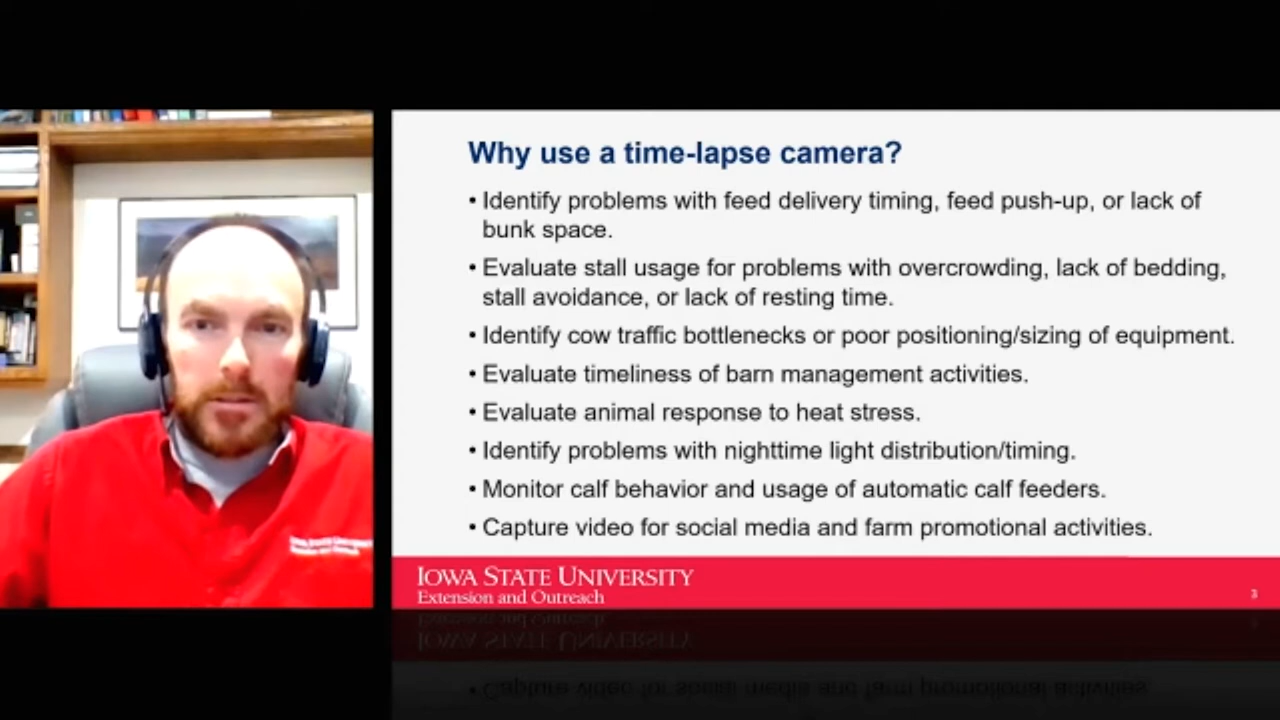 Why use a time-lapse camera?
• Identify problems with feed delivery timing, feed push-up, or lack of
bunk space.
• Evaluate stall usage for problems with overcrowding, lack of bedding,
stall avoidance, or lack of resting time.
• Identify cow traffic bottlenecks or poor positioning/sizing of equipment.
• Evaluate timeliness of barn management activities.
• Evaluate animal response to heat stress.
• Identify problems with nighttime light distribution/timing.
• Monitor calf behavior and usage of automatic calf feeders.
• Capture video for social media and farm promotional activities.
IOWA STATE UNIVERSITY
Extension and Outreach
3